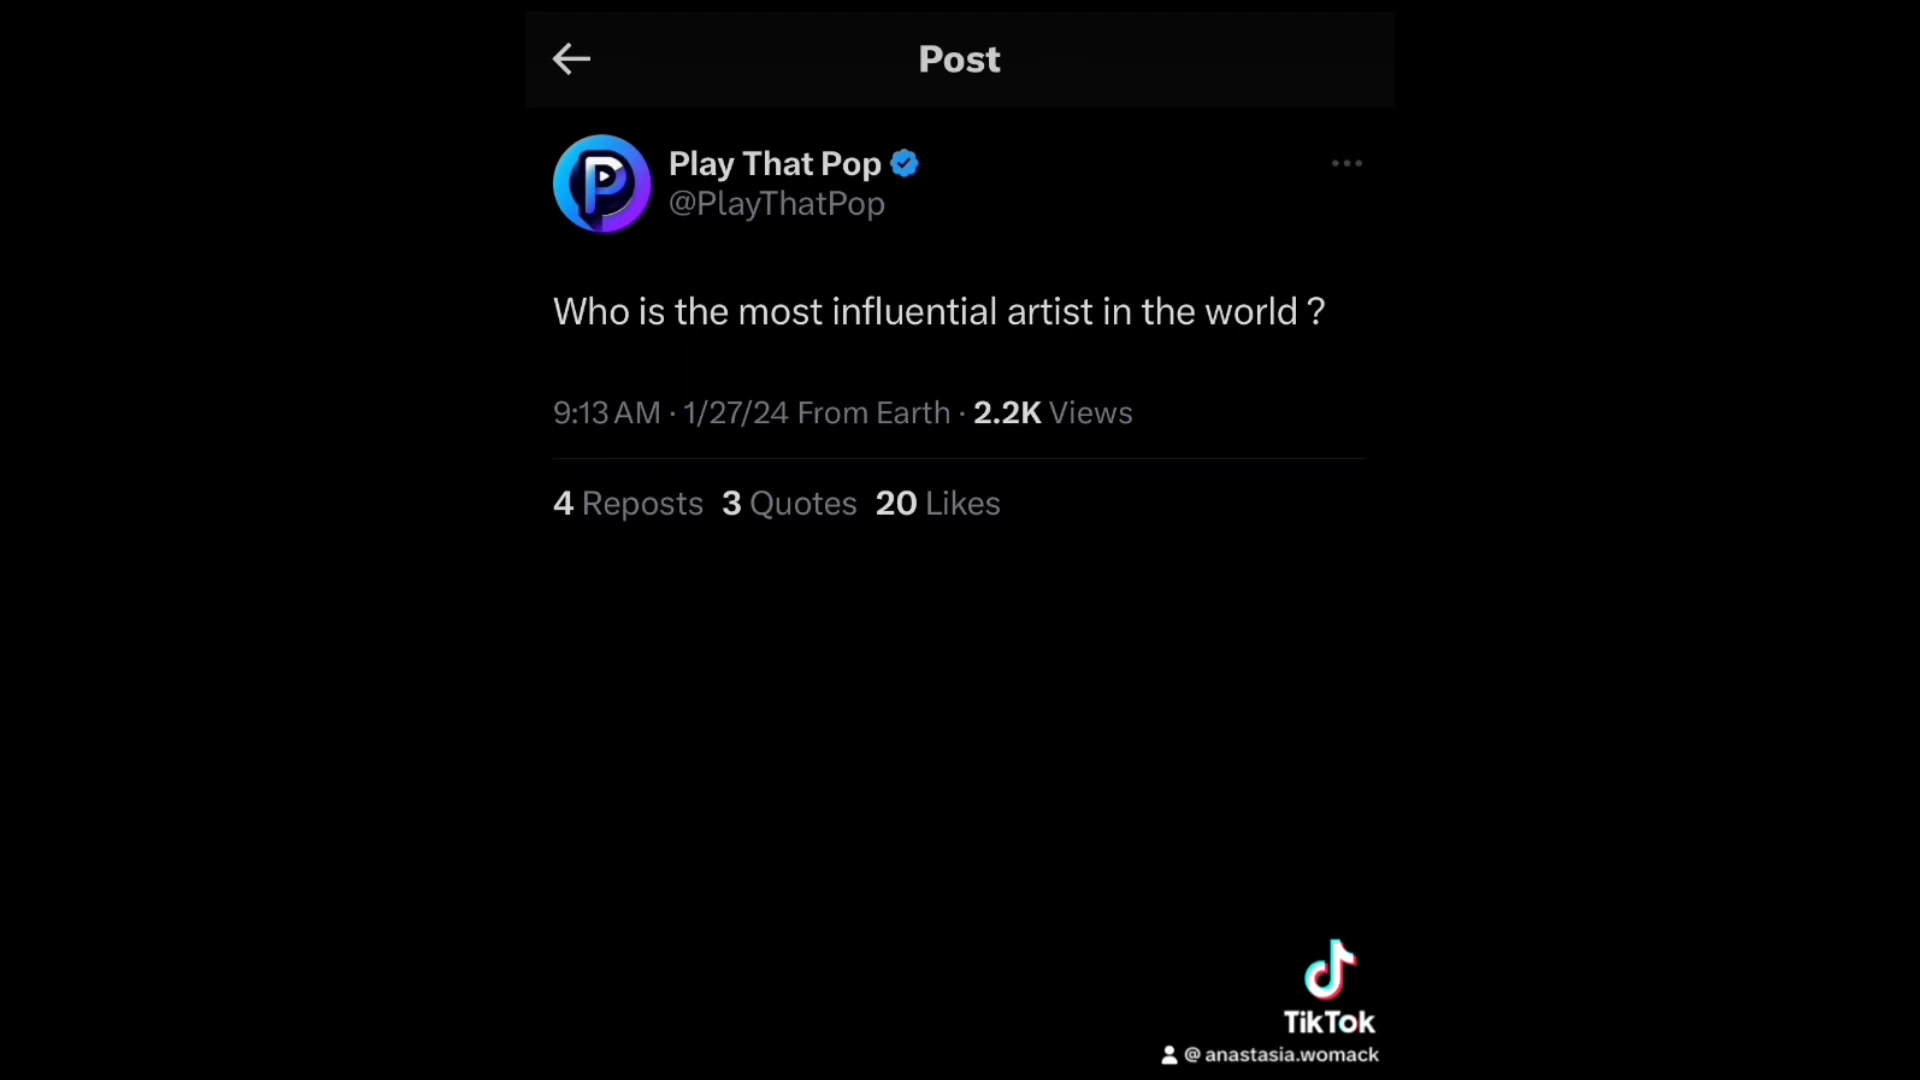 Post
Play That Pop
@PlayThatPop
Who is the most influential artist in the world ?
9:13 AM · 1/27/24 From Earth · 2.2K Views
4 Reposts 3 Quotes 20 Likes
TikTok
@ anastasia.womack